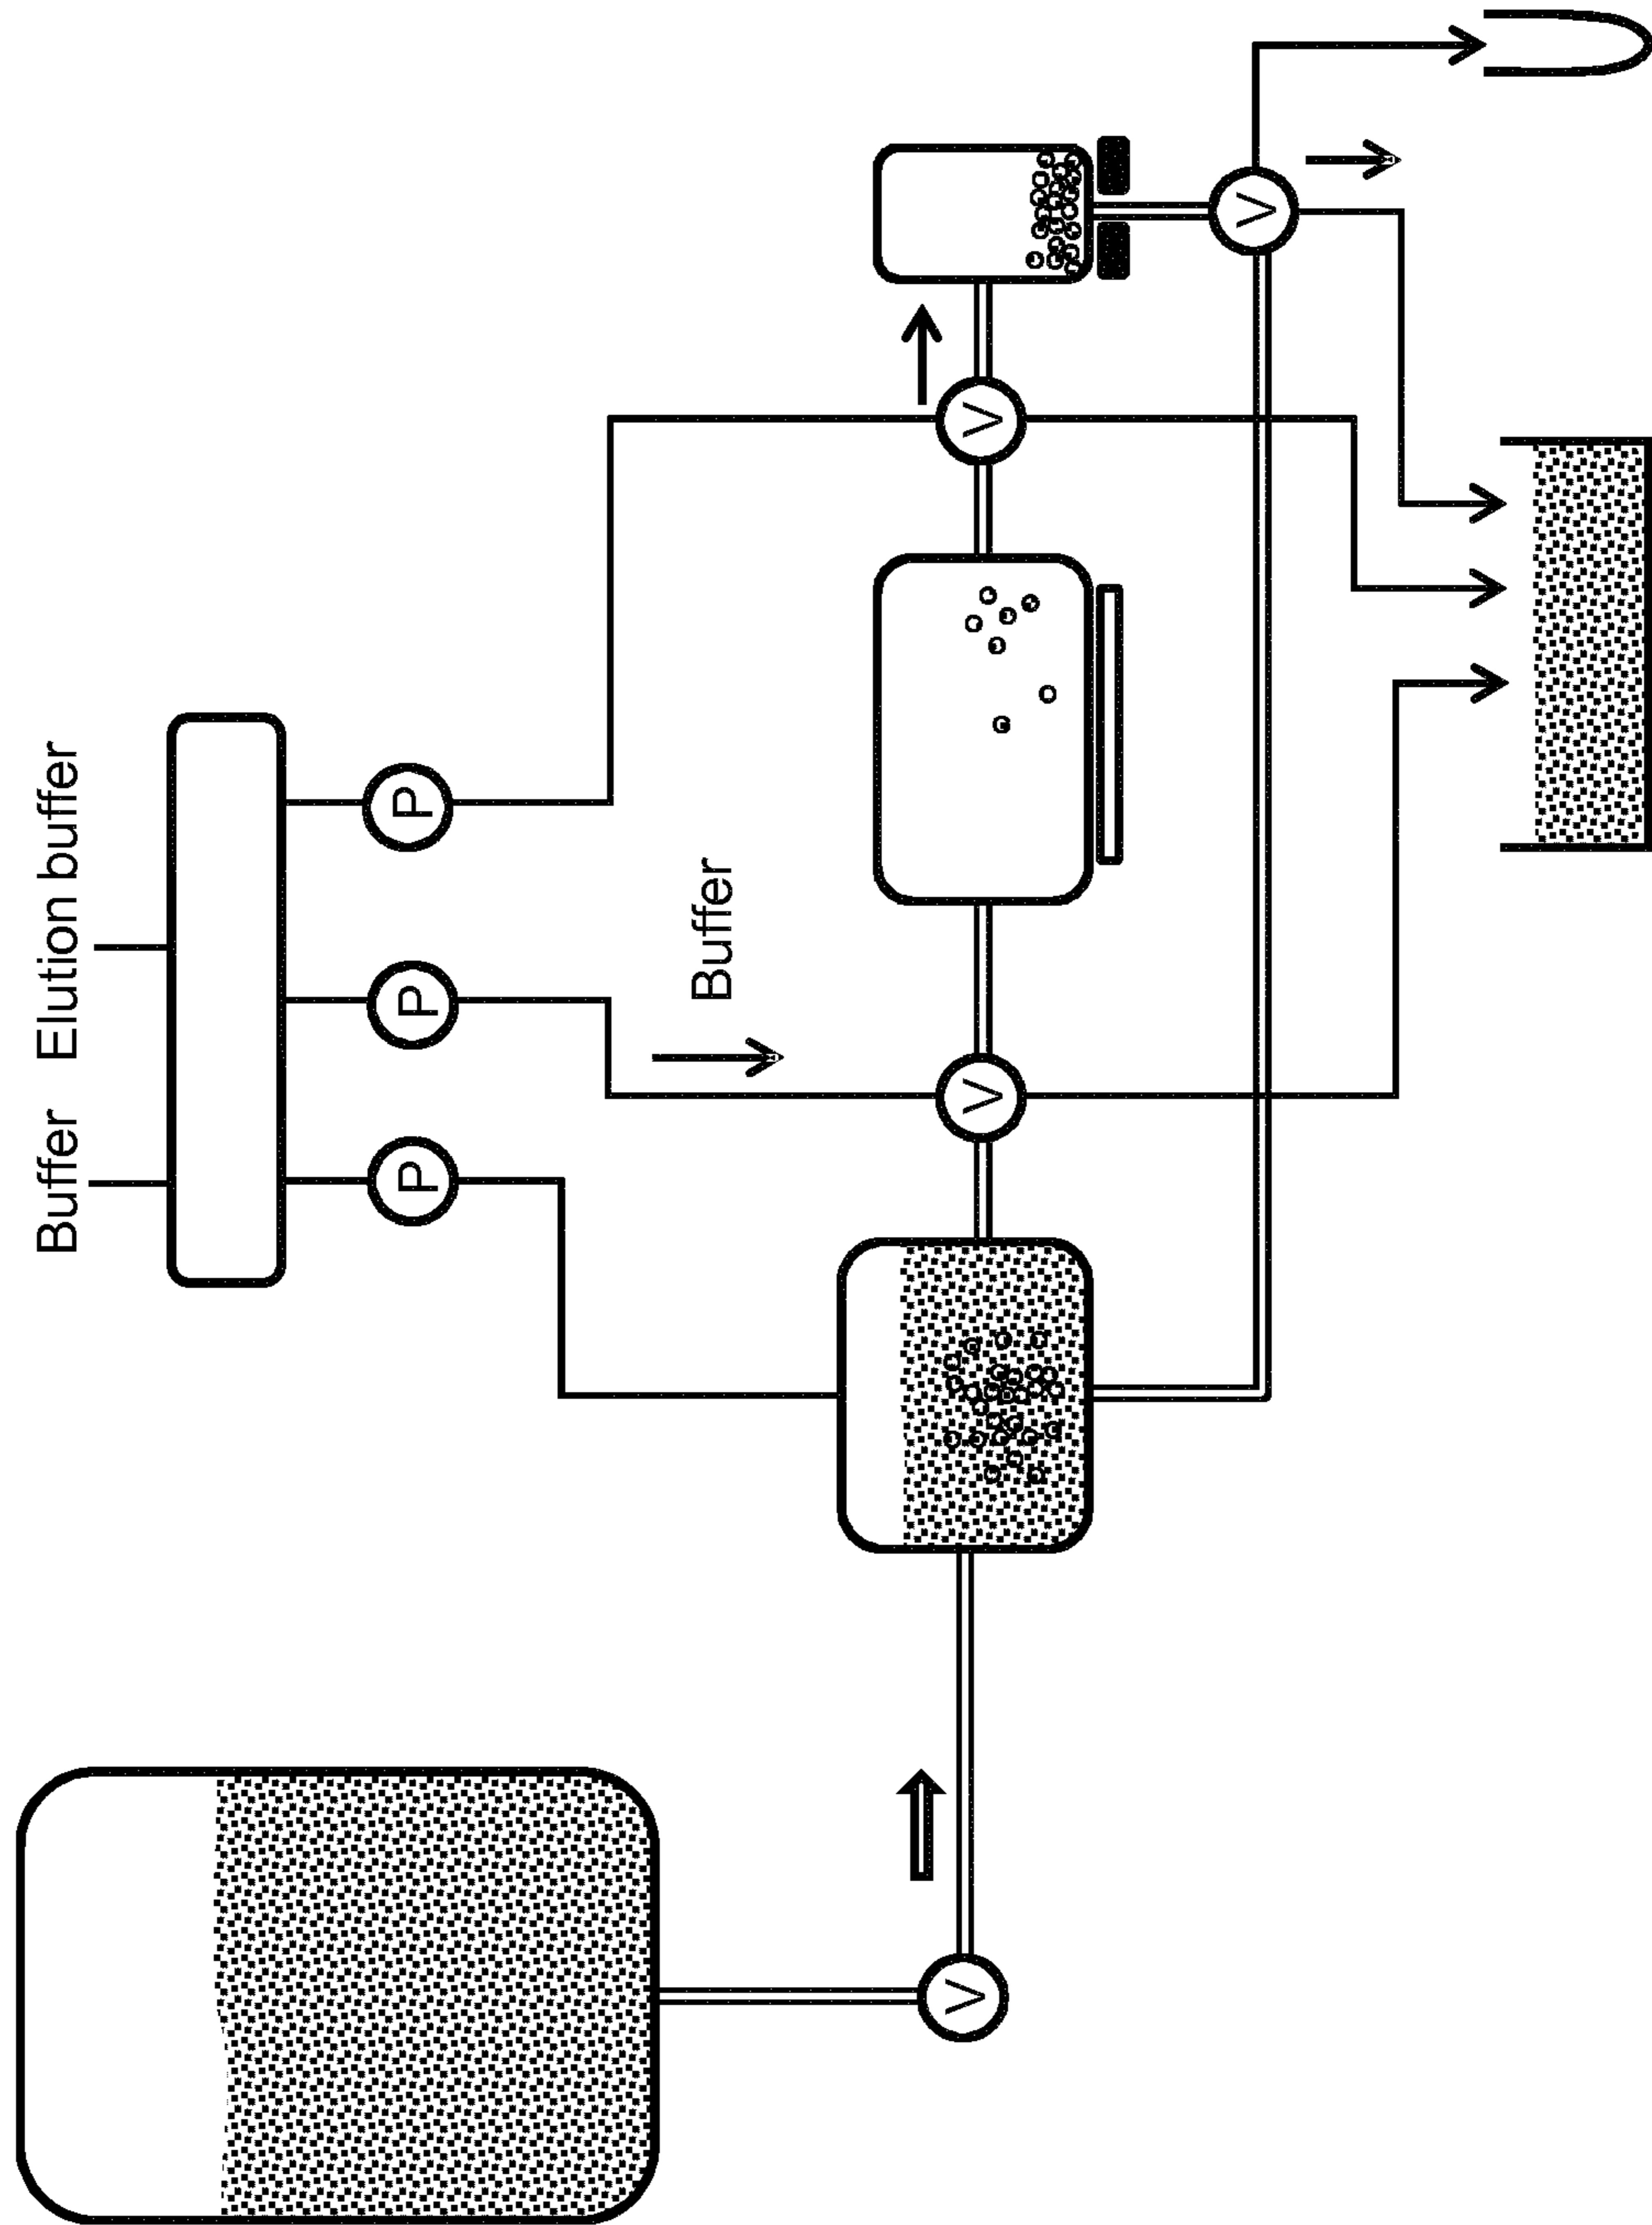 Buffer Elution buffer
P P P
Buffer
V V V
V